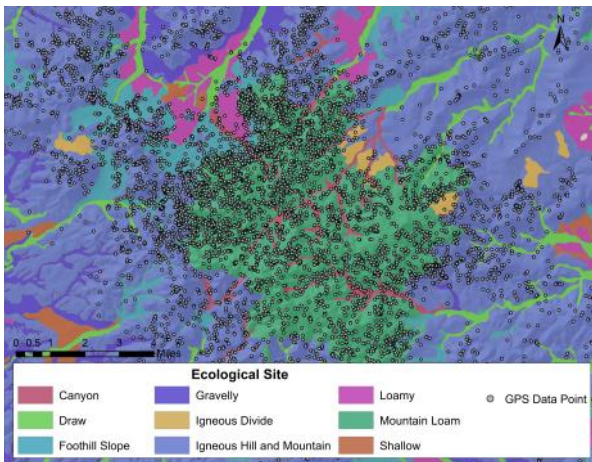 N
0 0.5 1 2 3 4
Miles
Ecological Site
Canyon Gravelly Loamy GPS Data Point
Draw Igneous Divide Mountain Loam
Foothill Slope Igneous Hill and Mountain Shallow